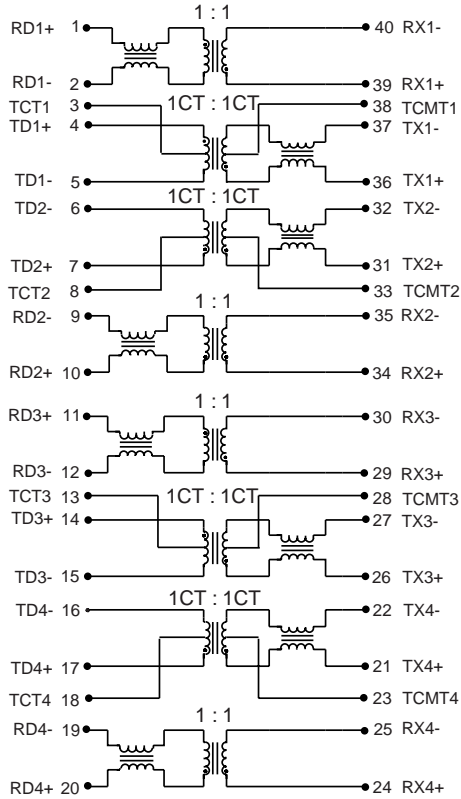 1 : 1
RD1+ 1 40 RX1-
RD1- 2 39 RX1+
TCT1 3 1CT : 1CT 38 TCMT1
TD1+ 4 37 TX1-
TD1- 5 36 TX1+
1CT : 1CT
TD2- 6 32 TX2-
TD2+ 7 31 TX2+
TCT2 8 33 TCMT2
1 : 1
RD2- 9 35 RX2-
RD2+ 10 34 RX2+
1 : 1
RD3+ 11 30 RX3-
RD3- 12 29 RX3+
TCT3 13 1CT : 1CT 28 TCMT3
TD3+ 14 27 TX3-
TD3- 15 26 TX3+
1CT : 1CT
TD4- 16 22 TX4-
TD4+ 17 21 TX4+
TCT4 18 23 TCMT4
1 : 1
RD4- 19 25 RX4-
RD4+ 20 24 RX4+